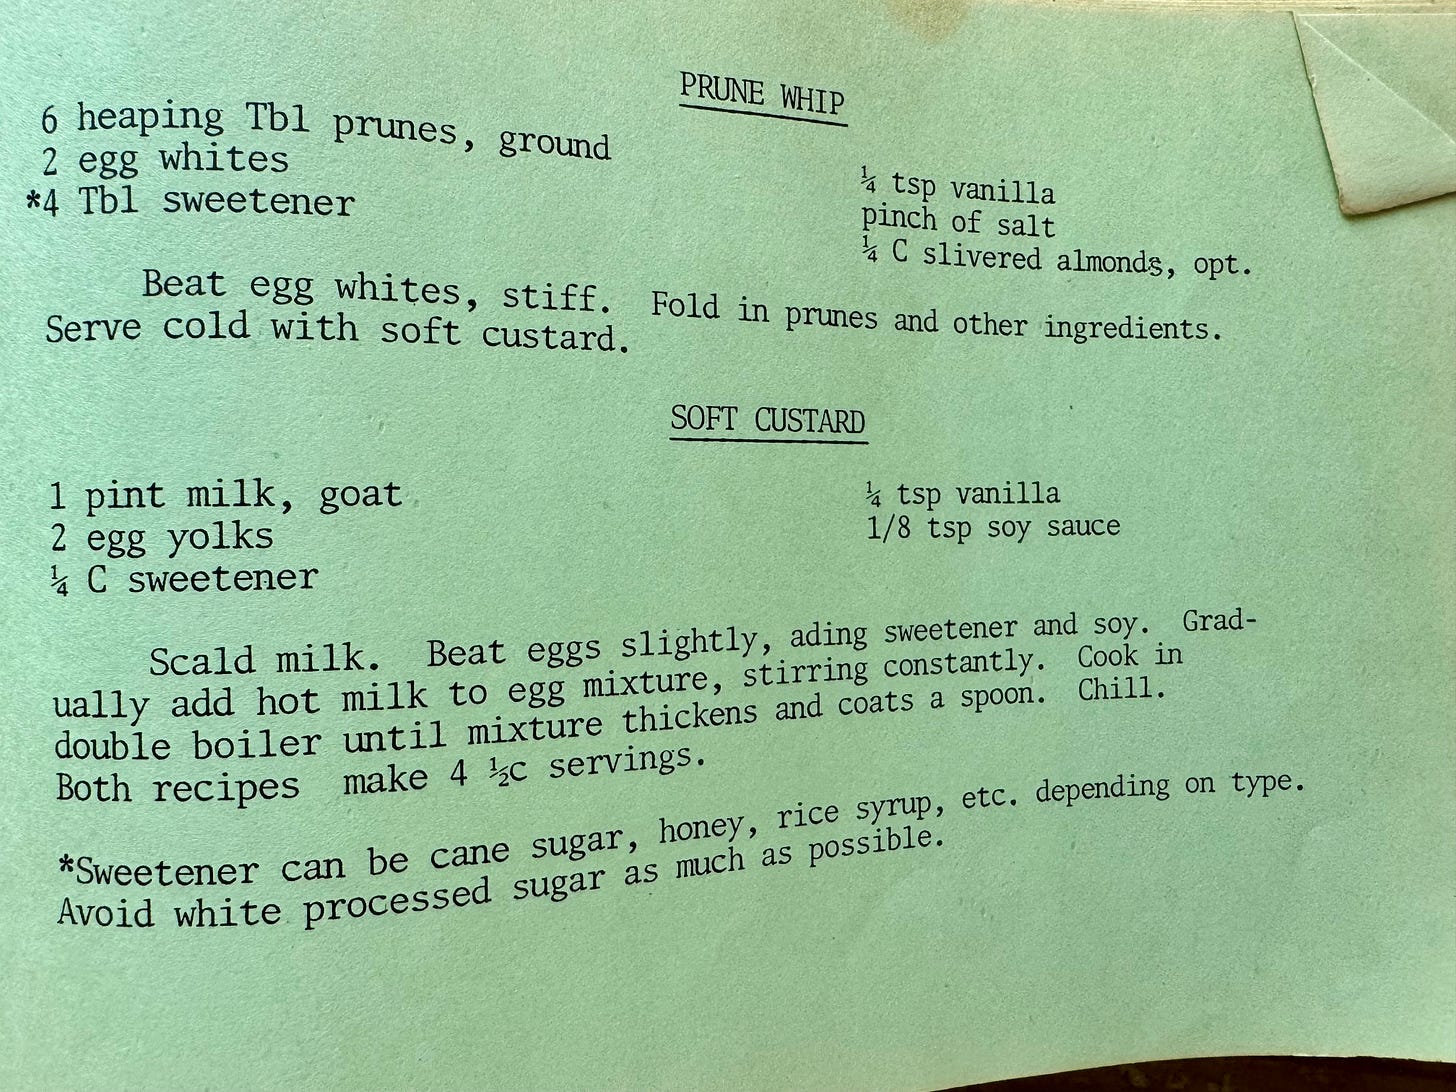 PRUNE WHIP
6 heaping Tbl prunes, ground
2 egg whites
*4 Tbl sweetener
¼ tsp vanilla
pinch of salt
¼ C slivered almonds, opt.
Beat egg whites, stiff. Fold in prunes and other ingredients.
Serve cold with soft custard.
SOFT CUSTARD
1 pint milk, goat
2 egg yolks
¼ C sweetener
¼ tsp vanilla
1/8 tsp soy sauce
Scald milk. Beat eggs slightly, ading sweetener and soy. Grad-
ually add hot milk to egg mixture, stirring constantly. Cook in
double boiler until mixture thickens and coats a spoon. Chill.
Both recipes make 4 ½c servings.
*Sweetener can be cane sugar, honey, rice syrup, etc. depending on type.
Avoid white processed sugar as much as possible.